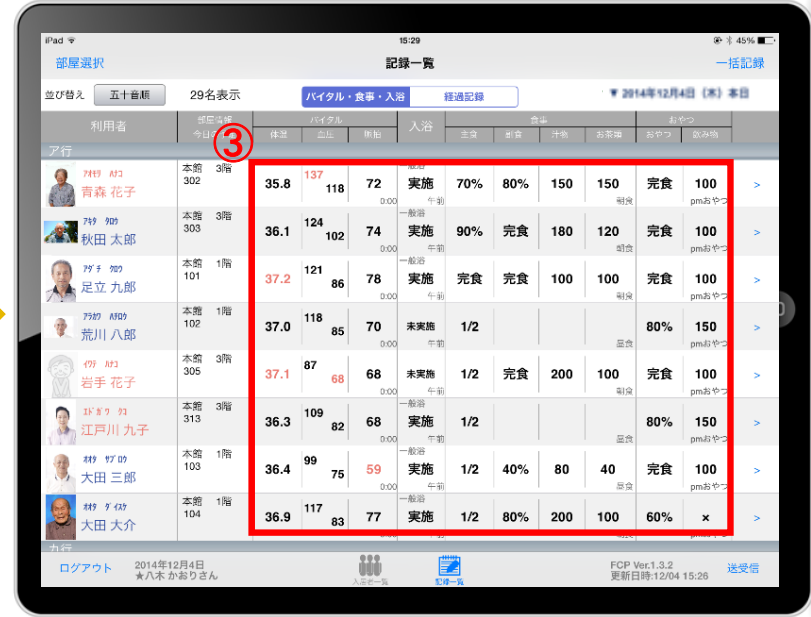 iPad 15:29 45%
部屋選択 記録一覧 一括記録
並び替え 五十音順 29名表示 バイタル・食事・入浴 経過記録 ▼ 2014年12月4日 (木) 本日
利用者 部屋情報 バイタル 入浴 食事 おやつ
体温 血圧 脈拍 主食 副食 汁物 お茶等 おやつ 飲み物
③
ア行
アオモリ ハナコ 本館 3階 一般浴
青森 花子 302 35.8 137 118 72 実施 70% 80% 150 150 完食 100 >
0:00 午前 朝食 pmおやつ
アキタ タロウ 本館 3階 一般浴
秋田 太郎 303 36.1 124 102 74 実施 90% 完食 180 120 完食 100 >
0:00 午前 朝食 pmおやつ
アダチ クロウ 本館 1階 一般浴
足立 九郎 101 37.2 121 86 78 実施 完食 完食 100 100 完食 100 >
0:00 午前 朝食 pmおやつ
アラカワ ハチロウ 本館 1階
荒川 八郎 102 37.0 118 85 70 未実施 1/2 80% 150 >
0:00 午前 昼食 pmおやつ
イワテ ハナコ 本館 3階
岩手 花子 305 37.1 87 68 68 未実施 1/2 完食 200 100 完食 100 >
0:00 午前 朝食 pmおやつ
エドガワ クコ 本館 3階 一般浴
江戸川 九子 313 36.3 109 82 68 実施 1/2 80% 150 >
0:00 午前 昼食 pmおやつ
オオタ サブロウ 本館 1階 一般浴
大田 三郎 103 36.4 99 75 59 実施 1/2 40% 80 40 完食 100 >
0:00 午前 昼食 pmおやつ
オオタ ダイスケ 本館 1階 一般浴
大田 大介 104 36.9 117 83 77 実施 1/2 80% 200 100 60% × >
カ行
ログアウト 2014年12月4日 ★八木 かおりさん 入居者一覧 記録一覧 FCP Ver.1.3.2 更新日時:12/04 15:26 送受信